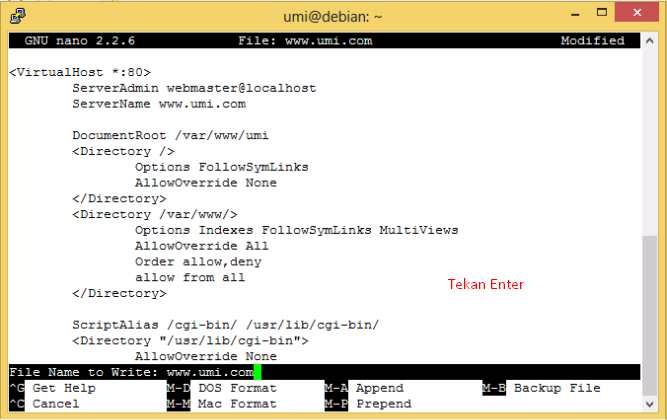 umi@debian: ~
GNU nano 2.2.6 File: www.umi.com Modified
<VirtualHost *:80>
ServerAdmin webmaster@localhost
ServerName www.umi.com
DocumentRoot /var/www/umi
<Directory />
Options FollowSymLinks
AllowOverride None
</Directory>
<Directory /var/www/>
Options Indexes FollowSymLinks MultiViews
AllowOverride All
Order allow,deny
allow from all
</Directory>
Tekan Enter
ScriptAlias /cgi-bin/ /usr/lib/cgi-bin/
<Directory "/usr/lib/cgi-bin">
AllowOverride None
File Name to Write: www.umi.com
^G Get Help M-D DOS Format M-A Append M-B Backup File
^C Cancel M-M Mac Format M-P Prepend